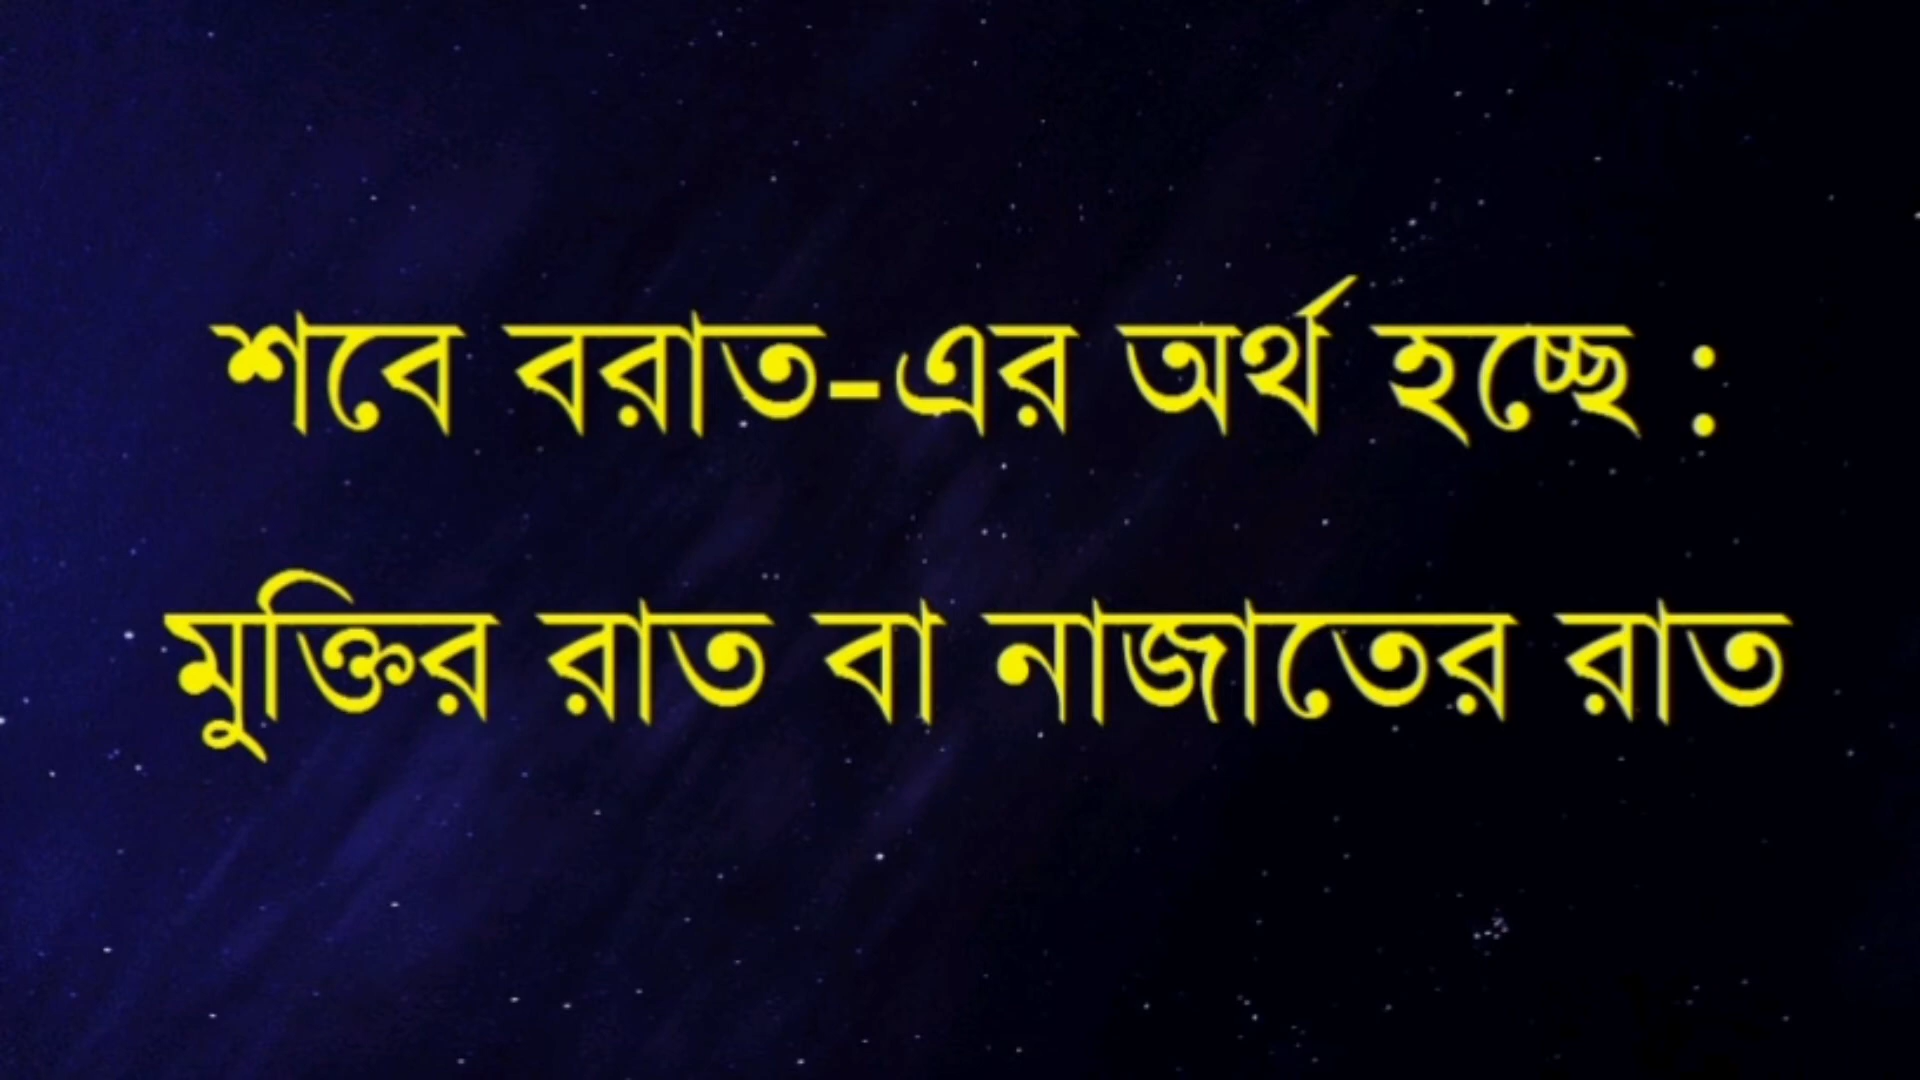 শবে বরাত-এর অর্থ হচ্ছে :
মুক্তির রাত বা নাজাতের রাত